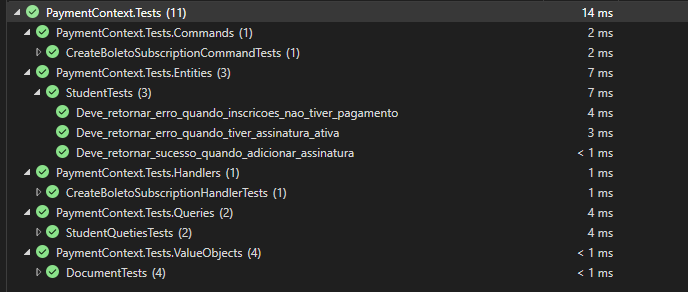 PaymentContext.Tests (11) 14 ms
PaymentContext.Tests.Commands (1) 2 ms
CreateBoletoSubscriptionCommandTests (1) 2 ms
PaymentContext.Tests.Entities (3) 7 ms
StudentTests (3) 7 ms
Deve_retornar_erro_quando_inscricoes_nao_tiver_pagamento 4 ms
Deve_retornar_erro_quando_tiver_assinatura_ativa 3 ms
Deve_retornar_sucesso_quando_adicionar_assinatura < 1 ms
PaymentContext.Tests.Handlers (1) 1 ms
CreateBoletoSubscriptionHandlerTests (1) 1 ms
PaymentContext.Tests.Queries (2) 4 ms
StudentQuetiesTests (2) 4 ms
PaymentContext.Tests.ValueObjects (4) < 1 ms
DocumentTests (4) < 1 ms